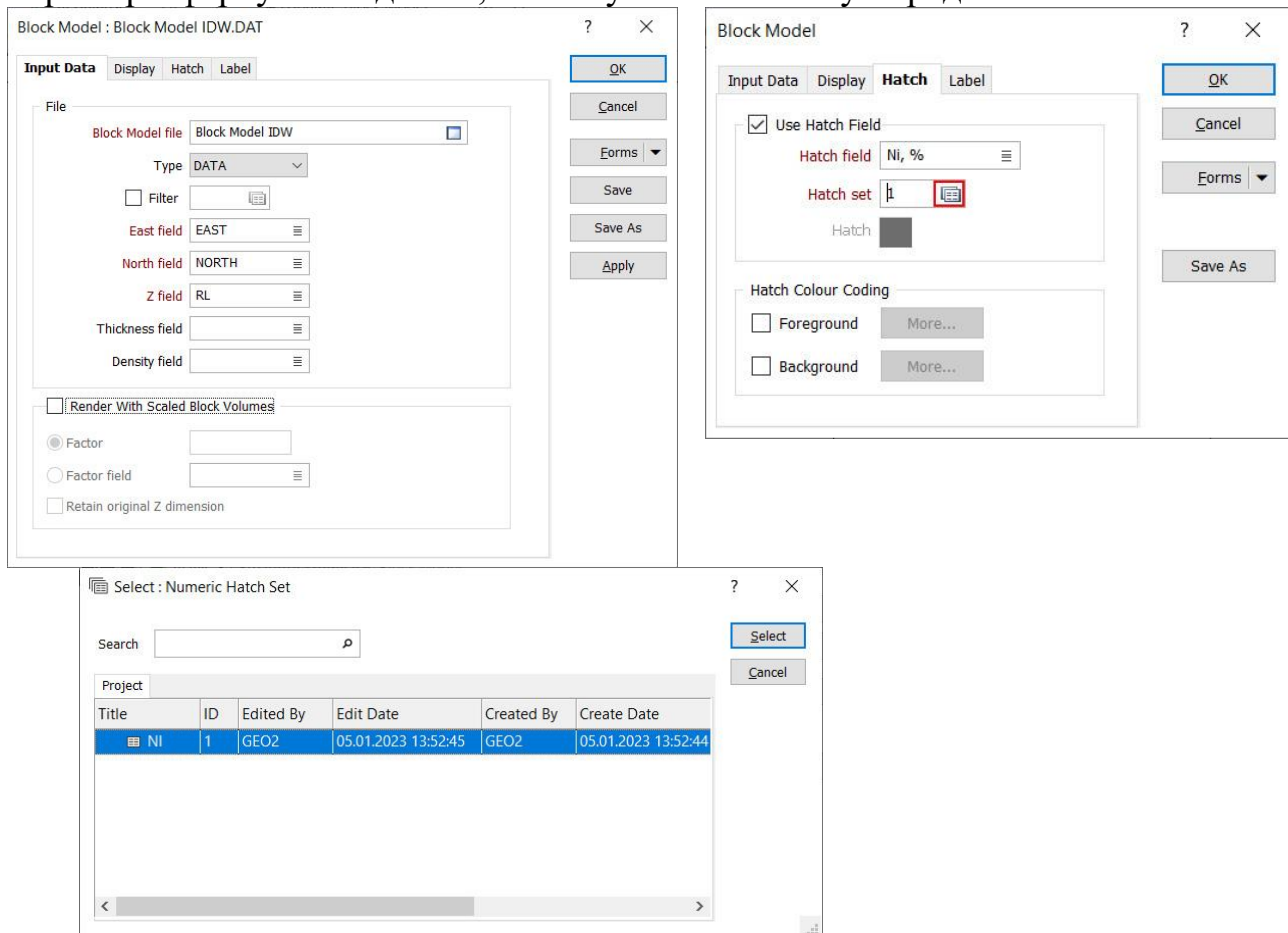 Block Model : Block Model IDW.DAT
? ×
Input Data Display Hatch Label
OK
Cancel
Forms
Save
Save As
Apply
File
Block Model file Block Model IDW
Type DATA
Filter
East field EAST
North field NORTH
Z field RL
Thickness field
Density field
Render With Scaled Block Volumes
Factor
Factor field
Retain original Z dimension
Block Model
? ×
Input Data Display Hatch Label
OK
Cancel
Forms
Save As
Use Hatch Field
Hatch field Ni, %
Hatch set 1
Hatch
Hatch Colour Coding
Foreground More...
Background More...
Select : Numeric Hatch Set
? ×
Search
Select
Cancel
Project
Title ID Edited By Edit Date Created By Create Date
NI 1 GEO2 05.01.2023 13:52:45 GEO2 05.01.2023 13:52:44